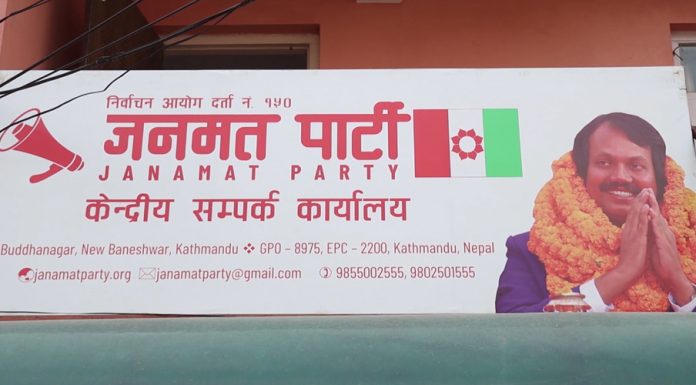 निर्वाचन आयोग दर्ता नं. १५०
जनमत पार्टी
JANAMAT PARTY
केन्द्रीय सम्पर्क कार्यालय
Buddhanagar, New Baneshwar, Kathmandu ❖ GPO – 8975, EPC – 2200, Kathmandu, Nepal
janamatparty.org janamatparty@gmail.com 9855002555, 9802501555